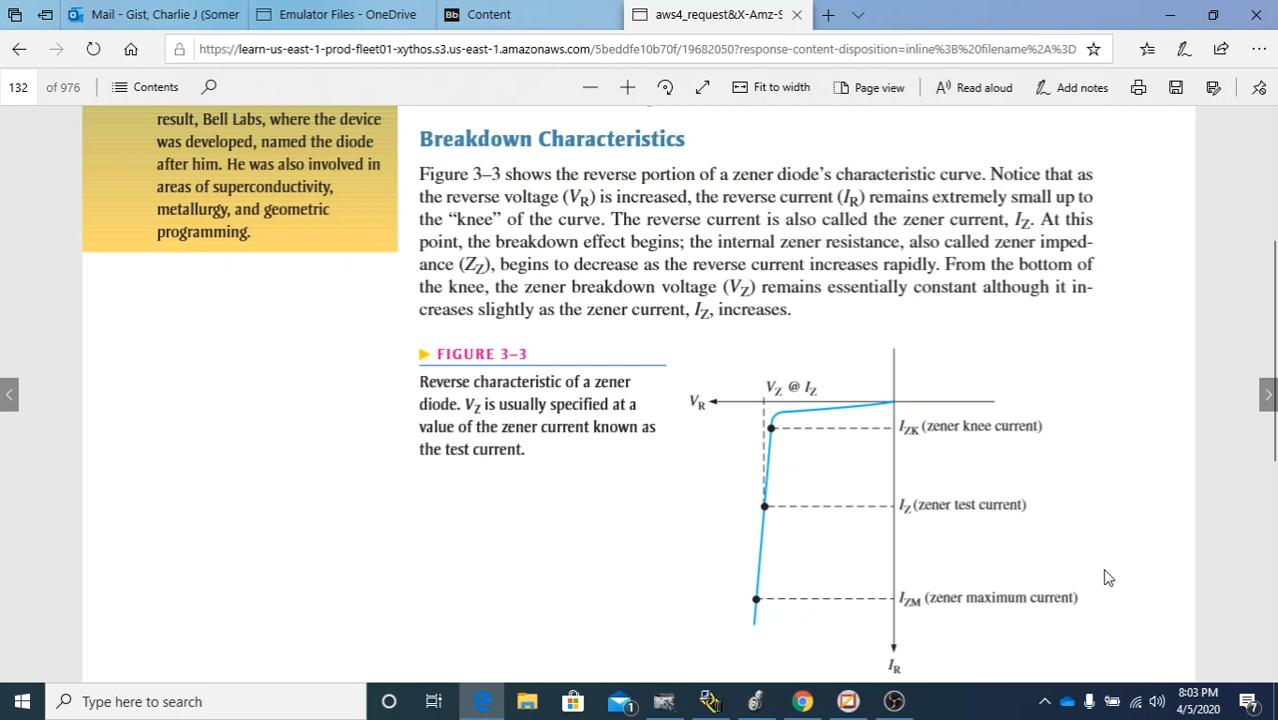 Mail - Gist, Charlie J (Somer
Emulator Files - OneDrive
Bb Content
aws4_request&X-Amz-S
https://learn-us-east-1-prod-fleet01-xythos.s3.us-east-1.amazonaws.com/5beddfe10b70f/19682050?response-content-disposition=inline%3B%20filename%2A%3D
132 of 976
Contents
Fit to width
Page view
Read aloud
Add notes
result, Bell Labs, where the device
was developed, named the diode
after him. He was also involved in
areas of superconductivity,
metallurgy, and geometric
programming.
Breakdown Characteristics
Figure 3–3 shows the reverse portion of a zener diode's characteristic curve. Notice that as
the reverse voltage (VR) is increased, the reverse current (IR) remains extremely small up to
the “knee” of the curve. The reverse current is also called the zener current, IZ. At this
point, the breakdown effect begins; the internal zener resistance, also called zener imped-
ance (ZZ), begins to decrease as the reverse current increases rapidly. From the bottom of
the knee, the zener breakdown voltage (VZ) remains essentially constant although it in-
creases slightly as the zener current, IZ, increases.
FIGURE 3–3
Reverse characteristic of a zener
diode. VZ is usually specified at a
value of the zener current known as
the test current.
VZ @ IZ
VR
IZK (zener knee current)
IZ (zener test current)
IZM (zener maximum current)
IR
Type here to search
1
8:03 PM
4/5/2020
7